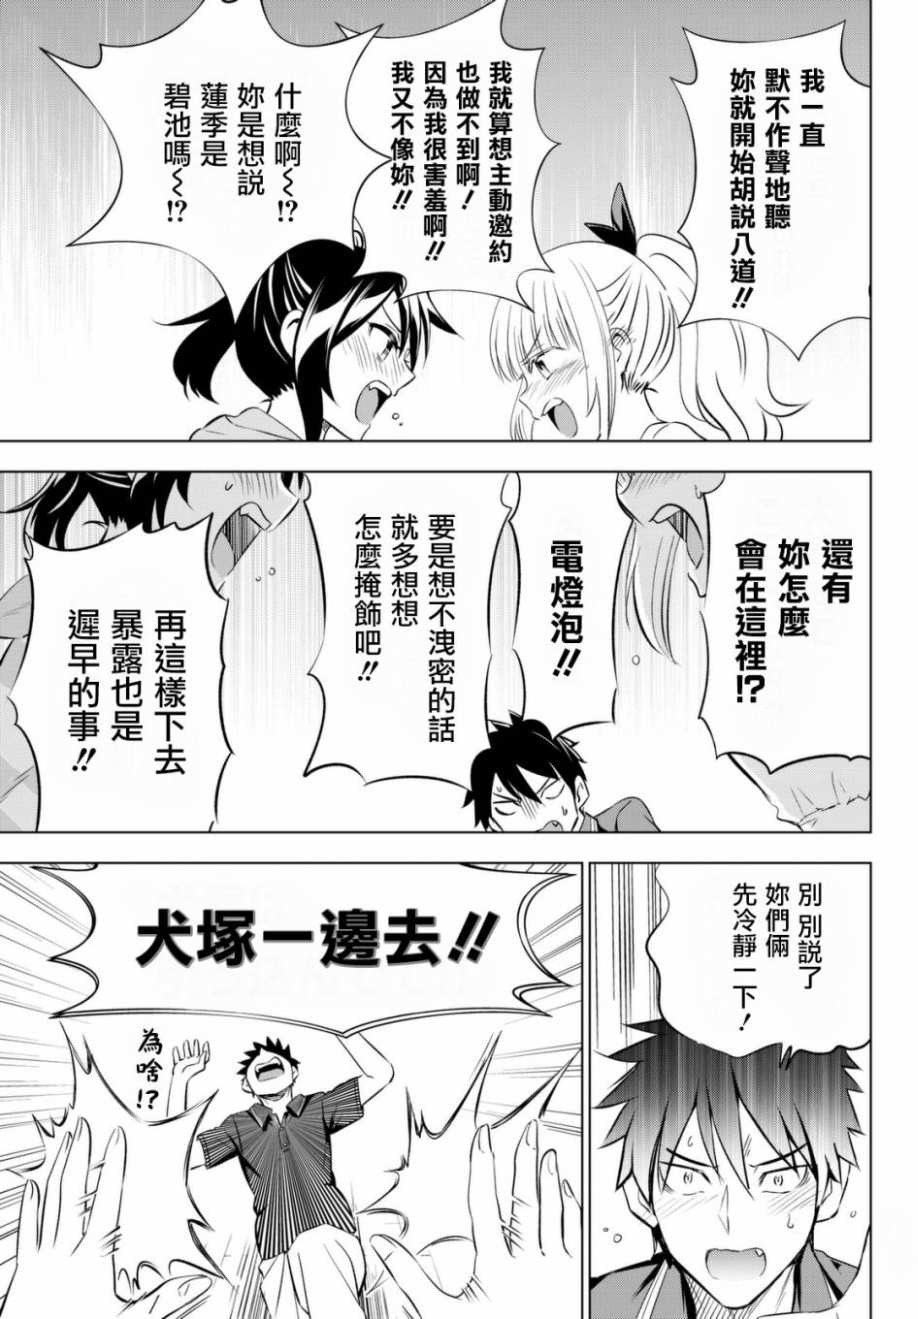 我一直
默不作聲地聽
妳就開始胡說八道!!
我就算想主動邀約
也做不到啊！
因為我很害羞啊!!
我又不像妳!!
什麼啊～!?
妳是想說
蓮季是
碧池嗎～!?
還有
妳怎麼
會在這裡!?
電燈泡!!
要是想不洩密的話
就多想想
怎麼掩飾吧!!
再這樣下去
暴露也是
遲早的事!!
別 別說了
妳們倆
先冷靜一下！
犬塚一邊去!!
為啥!?